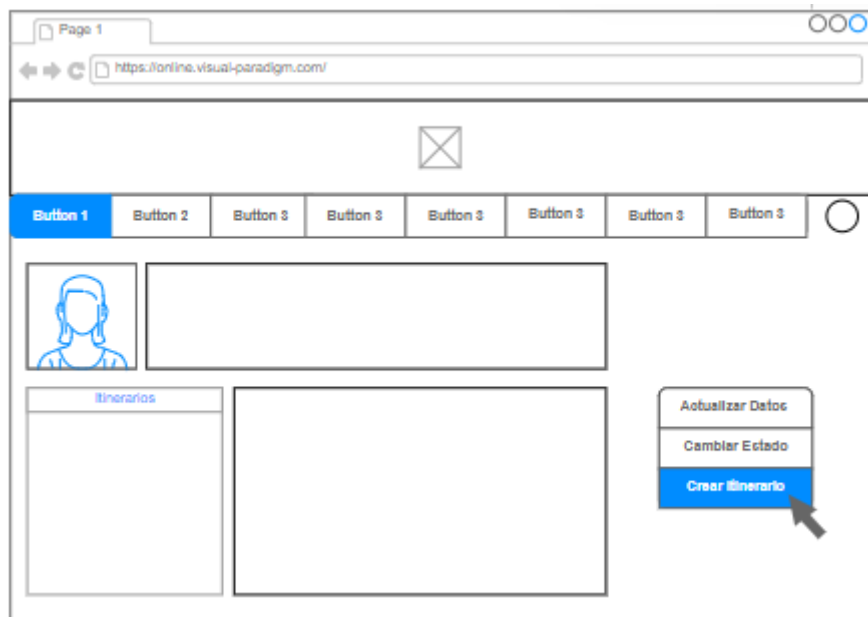 Page 1
https://online.visual-paradigm.com/
Button 1
Button 2
Button 3
Button 3
Button 3
Button 3
Button 3
Button 3
Itinerarios
Actualizar Datos
Cambiar Estado
Crear Itinerario